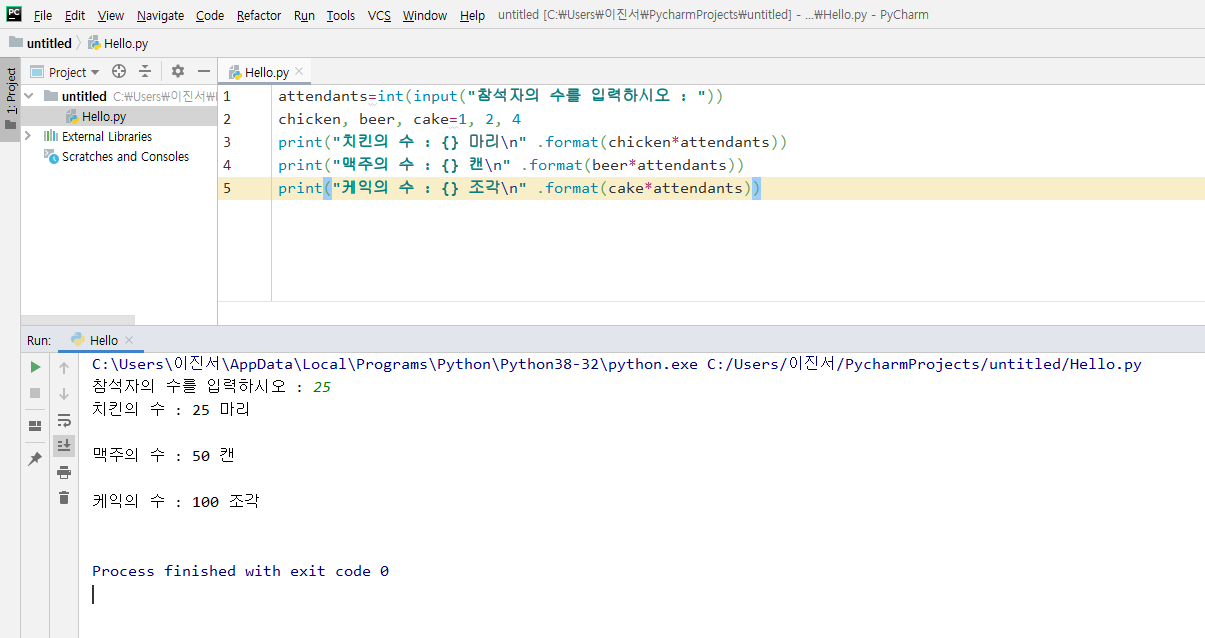 PC File Edit View Navigate Code Refactor Run Tools VCS Window Help untitled [C:₩Users₩이진서₩PycharmProjects₩untitled] - ...₩Hello.py - PyCharm
untitled Hello.py
1: Project
Project
Hello.py
untitled C:₩Users₩이진서₩
Hello.py
External Libraries
Scratches and Consoles
1 attendants=int(input("참석자의 수를 입력하시오 : "))
2 chicken, beer, cake=1, 2, 4
3 print("치킨의 수 : {} 마리\n" .format(chicken*attendants))
4 print("맥주의 수 : {} 캔\n" .format(beer*attendants))
5 print("케익의 수 : {} 조각\n" .format(cake*attendants))
Run: Hello
C:\Users\이진서\AppData\Local\Programs\Python\Python38-32\python.exe C:/Users/이진서/PycharmProjects/untitled/Hello.py
참석자의 수를 입력하시오 : 25
치킨의 수 : 25 마리
맥주의 수 : 50 캔
케익의 수 : 100 조각
Process finished with exit code 0